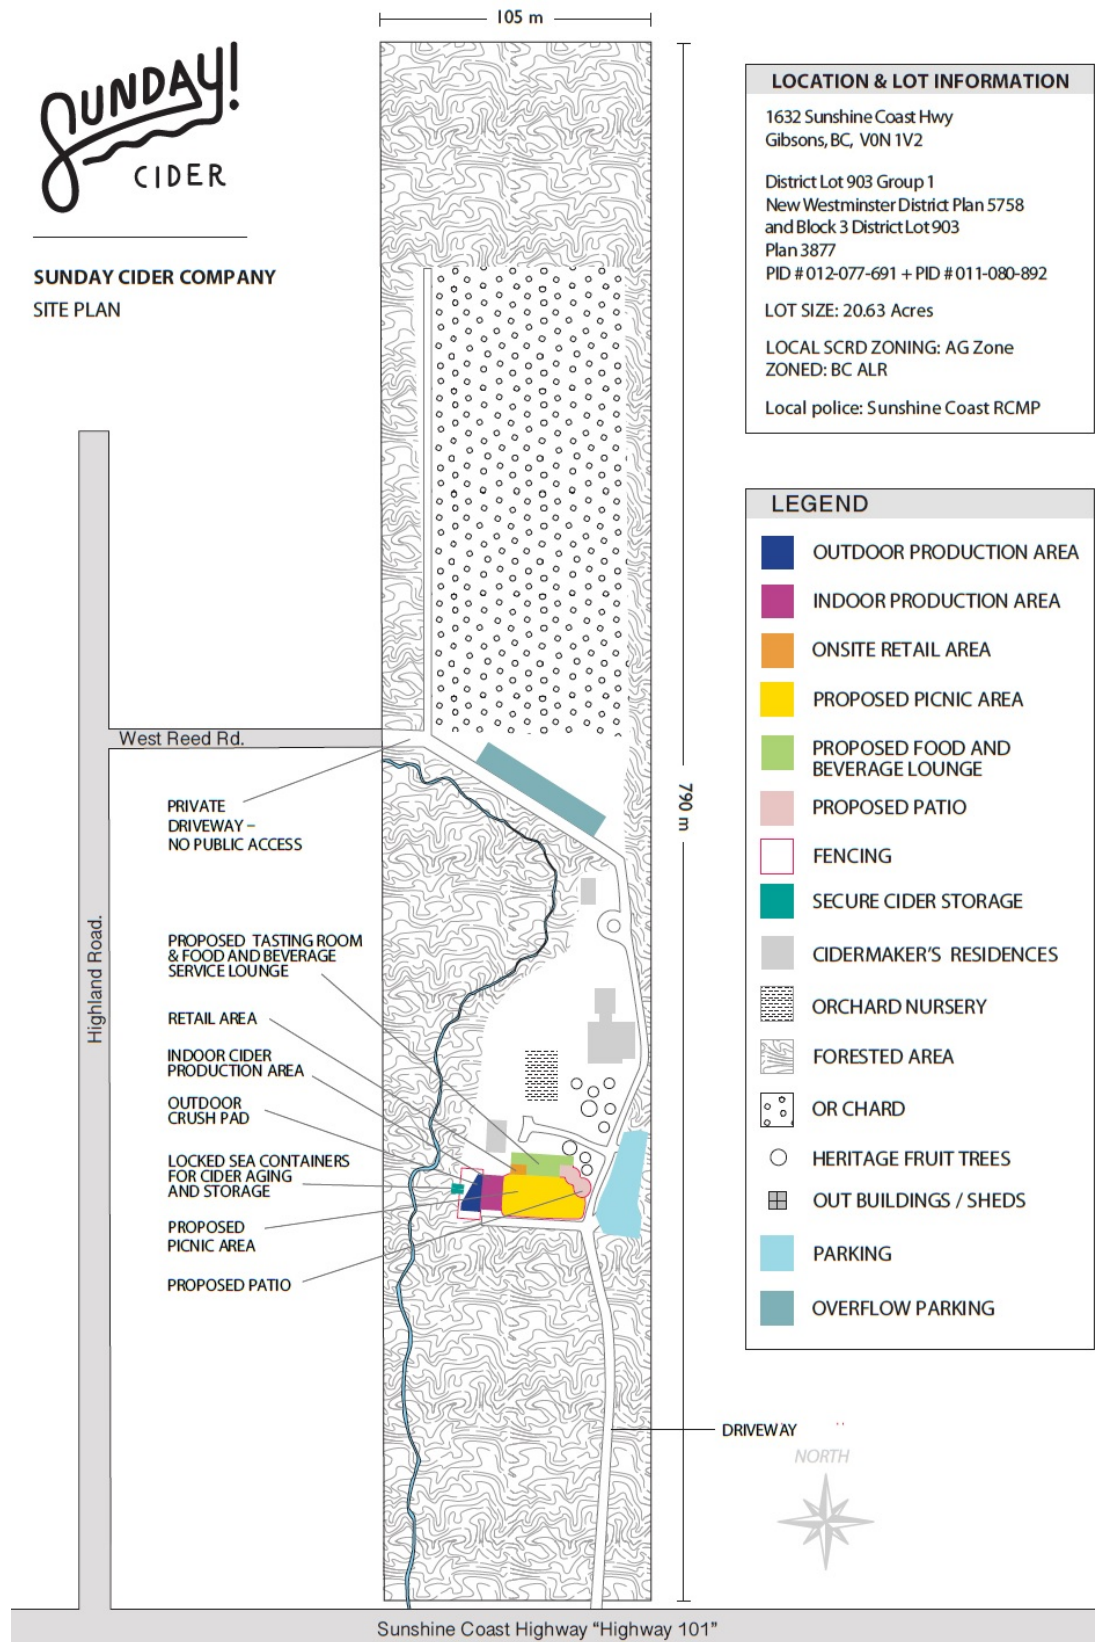 105 m
SUNDAY!
CIDER
SUNDAY CIDER COMPANY
SITE PLAN
LOCATION & LOT INFORMATION
1632 Sunshine Coast Hwy
Gibsons, BC, V0N 1V2
District Lot 903 Group 1
New Westminster District Plan 5758
and Block 3 District Lot 903
Plan 3877
PID # 012-077-691 + PID # 011-080-892
LOT SIZE: 20.63 Acres
LOCAL SCRD ZONING: AG Zone
ZONED: BC ALR
Local police: Sunshine Coast RCMP
LEGEND
OUTDOOR PRODUCTION AREA
INDOOR PRODUCTION AREA
ONSITE RETAIL AREA
PROPOSED PICNIC AREA
PROPOSED FOOD AND
BEVERAGE LOUNGE
PROPOSED PATIO
FENCING
SECURE CIDER STORAGE
CIDERMAKER'S RESIDENCES
ORCHARD NURSERY
FORESTED AREA
OR CHARD
HERITAGE FRUIT TREES
OUT BUILDINGS / SHEDS
PARKING
OVERFLOW PARKING
790 m
West Reed Rd.
Highland Road.
PRIVATE
DRIVEWAY –
NO PUBLIC ACCESS
PROPOSED TASTING ROOM
& FOOD AND BEVERAGE
SERVICE LOUNGE
RETAIL AREA
INDOOR CIDER
PRODUCTION AREA
OUTDOOR
CRUSH PAD
LOCKED SEA CONTAINERS
FOR CIDER AGING
AND STORAGE
PROPOSED
PICNIC AREA
PROPOSED PATIO
DRIVEWAY
NORTH
Sunshine Coast Highway "Highway 101"